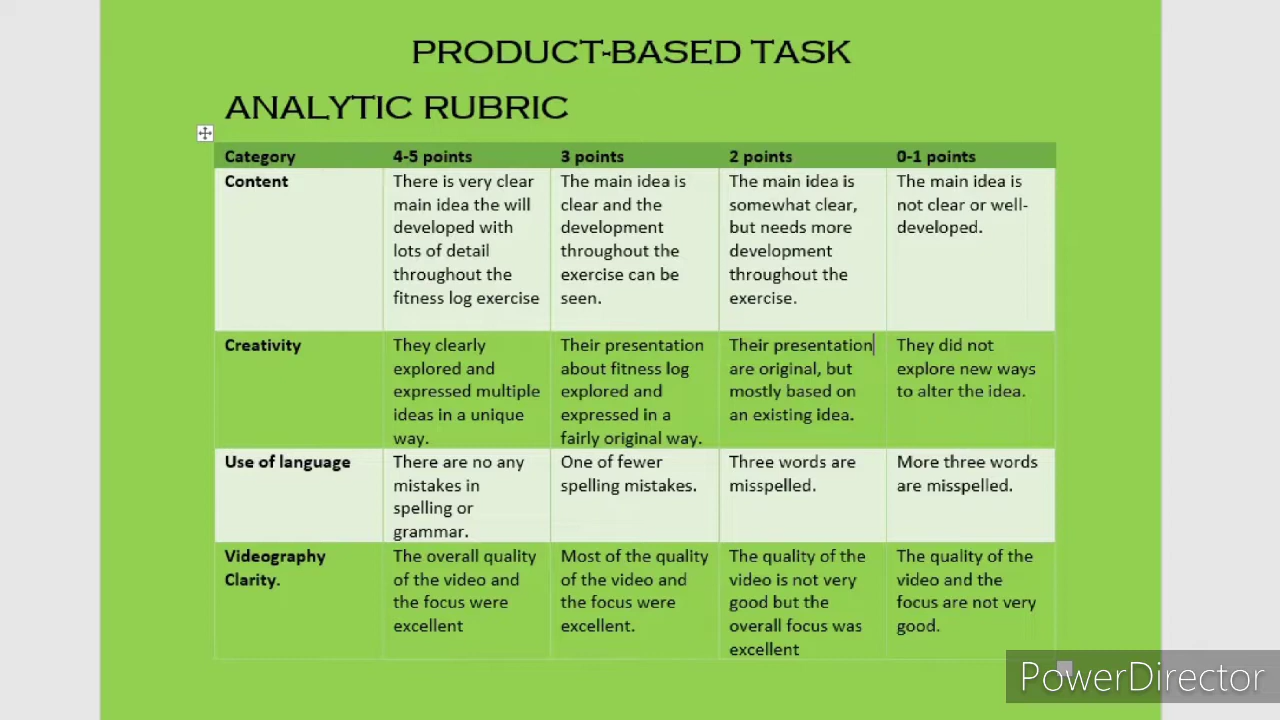 PRODUCT-BASED TASK
ANALYTIC RUBRIC
Category
4-5 points
3 points
2 points
0-1 points
Content
There is very clear
main idea the will
developed with
lots of detail
throughout the
fitness log exercise
The main idea is
clear and the
development
throughout the
exercise can be
seen.
The main idea is
somewhat clear,
but needs more
development
throughout the
exercise.
The main idea is
not clear or well-
developed.
Creativity
They clearly
explored and
expressed multiple
ideas in a unique
way.
Their presentation
about fitness log
explored and
expressed in a
fairly original way.
Their presentation
are original, but
mostly based on
an existing idea.
They did not
explore new ways
to alter the idea.
Use of language
There are no any
mistakes in
spelling or
grammar.
One of fewer
spelling mistakes.
Three words are
misspelled.
More three words
are misspelled.
Videography
Clarity.
The overall quality
of the video and
the focus were
excellent
Most of the quality
of the video and
the focus were
excellent.
The quality of the
video is not very
good but the
overall focus was
excellent
The quality of the
video and the
focus are not very
good.
PowerDirector